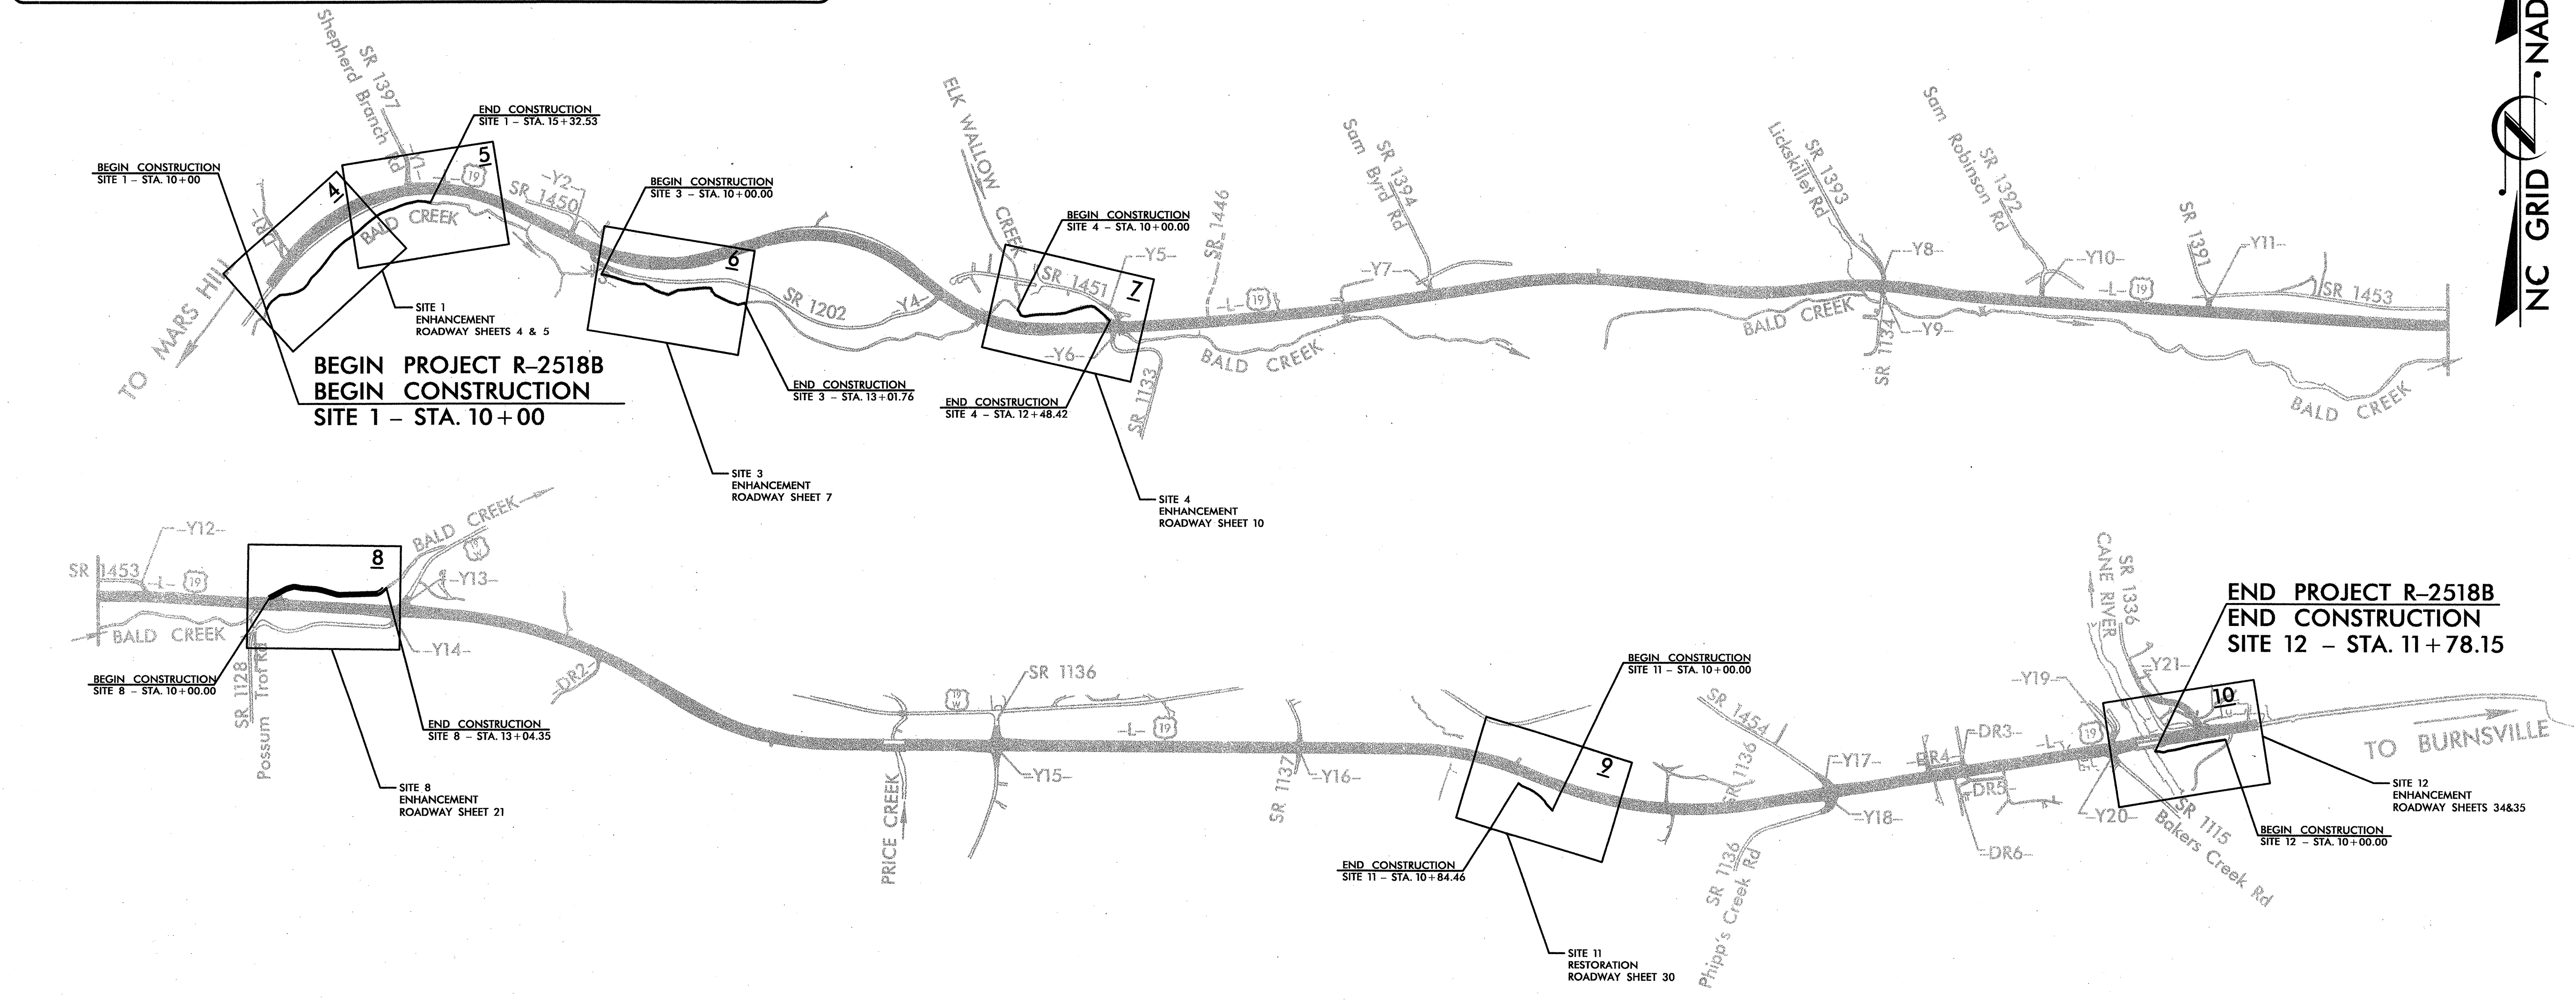 NC GRID NAD
Shepherd Branch Rd
SR 1397
END CONSTRUCTION
SITE 1 – STA. 15+32.53
BEGIN CONSTRUCTION
SITE 1 – STA. 10+00
4
5
-L-
19
BALD CREEK
-DR1-
TO MARS HILL
SR 1450
-Y2-
BEGIN CONSTRUCTION
SITE 3 – STA. 10+00.00
6
SR 1202
-Y4-
ELK WALLOW CREEK
BEGIN CONSTRUCTION
SITE 4 – STA. 10+00.00
SR 1451
7
-Y5-
-Y6-
SR 1446
-L-
19
BALD CREEK
SR 1133
-Y7-
Sam Byrd Rd
SR 1394
Lickskillet Rd
SR 1393
-Y8-
-Y9-
SR 1134
BALD CREEK
Sam Robinson Rd
SR 1392
-Y10-
-L-
19
SR 1391
-Y11-
SR 1453
BALD CREEK
SITE 1
ENHANCEMENT
ROADWAY SHEETS 4 & 5
BEGIN PROJECT R–2518B
BEGIN CONSTRUCTION
SITE 1 – STA. 10+00
END CONSTRUCTION
SITE 3 – STA. 13+01.76
END CONSTRUCTION
SITE 4 – STA. 12+48.42
SITE 3
ENHANCEMENT
ROADWAY SHEET 7
SITE 4
ENHANCEMENT
ROADWAY SHEET 10
-Y12-
SR 1453
-L-
19
BALD CREEK
8
BALD CREEK
19
W
-Y13-
-Y14-
SR 1128
Possum Trot Rd
BEGIN CONSTRUCTION
SITE 8 – STA. 10+00.00
END CONSTRUCTION
SITE 8 – STA. 13+04.35
SITE 8
ENHANCEMENT
ROADWAY SHEET 21
-DR2-
PRICE CREEK
19
W
SR 1136
-L-
19
-Y15-
SR 1137
-Y16-
BEGIN CONSTRUCTION
SITE 11 – STA. 10+00.00
9
END CONSTRUCTION
SITE 11 – STA. 10+84.46
SITE 11
RESTORATION
ROADWAY SHEET 30
SR 1454
SR 1136
-Y17-
-Y18-
SR 1136
Phipp's Creek Rd
-DR3-
DR4-
-DR5-
-DR6-
-L-
19
-Y19-
-Y20-
-Y21-
CANE RIVER
SR 1336
10
SR 1115
Bakers Creek Rd
END PROJECT R–2518B
END CONSTRUCTION
SITE 12 – STA. 11+78.15
TO BURNSVILLE
SITE 12
ENHANCEMENT
ROADWAY SHEETS 34&35
BEGIN CONSTRUCTION
SITE 12 – STA. 10+00.00